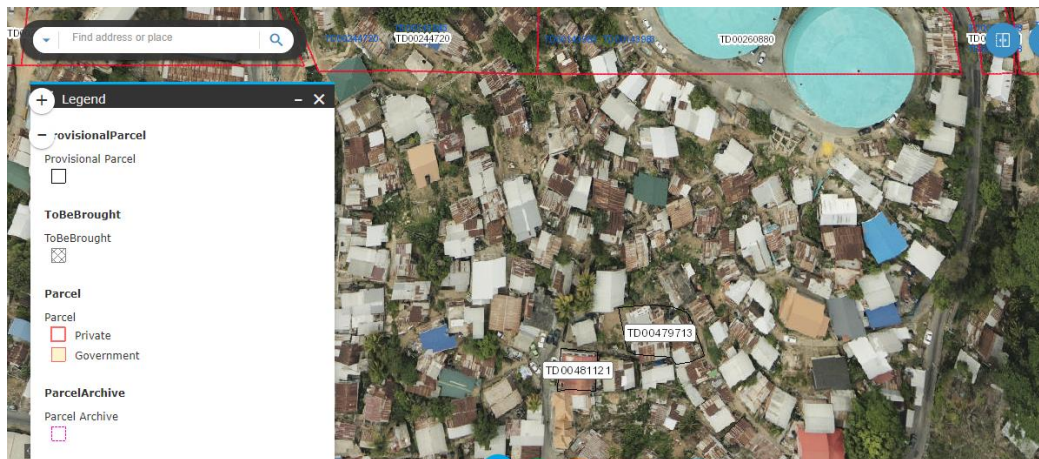 Find address or place
TD00244720
TD00260880
Legend
ProvisionalParcel
Provisional Parcel
ToBeBrought
ToBeBrought
Parcel
Parcel
Private
Government
ParcelArchive
Parcel Archive
TD00479713
TD00481121